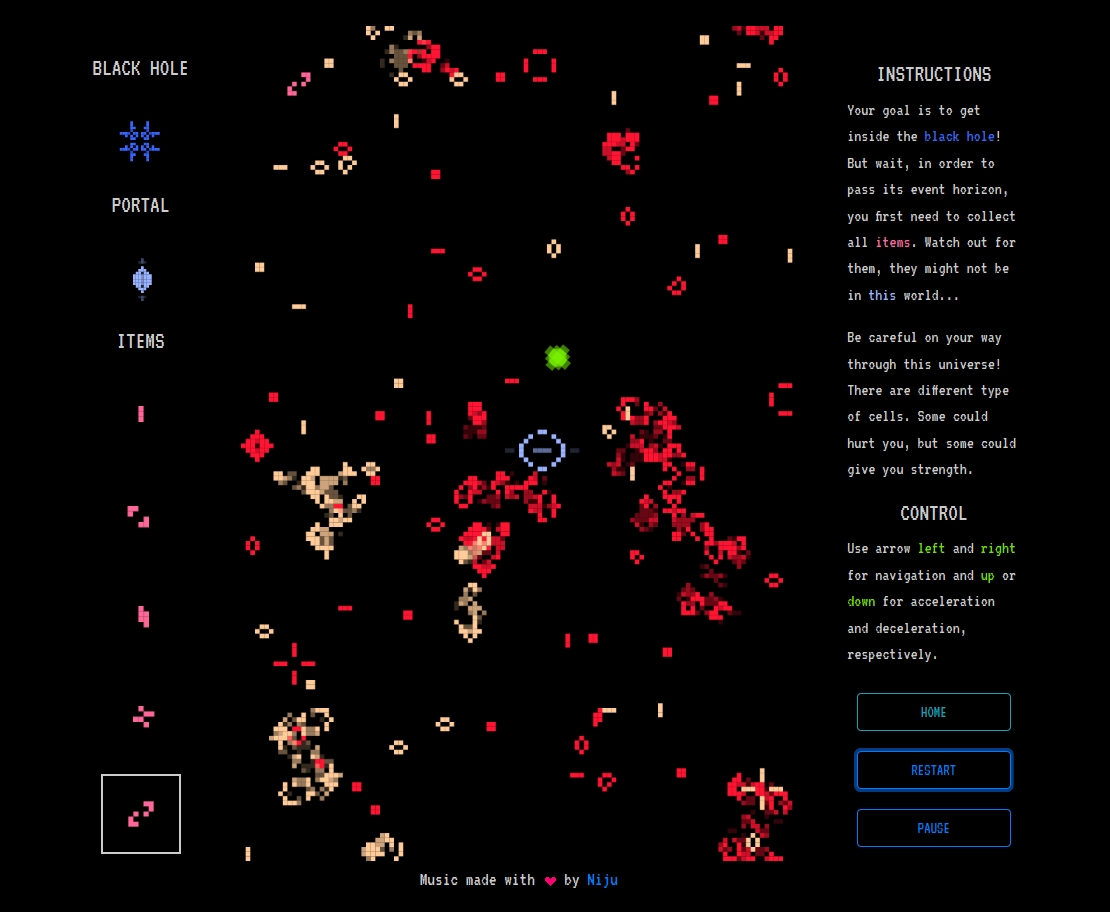 BLACK HOLE
PORTAL
ITEMS
INSTRUCTIONS
Your goal is to get
inside the black hole!
But wait, in order to
pass its event horizon,
you first need to collect
all items. Watch out for
them, they might not be
in this world...
Be careful on your way
through this universe!
There are different type
of cells. Some could
hurt you, but some could
give you strength.
CONTROL
Use arrow left and right
for navigation and up or
down for acceleration
and deceleration,
respectively.
HOME
RESTART
PAUSE
Music made with ❤ by Niju